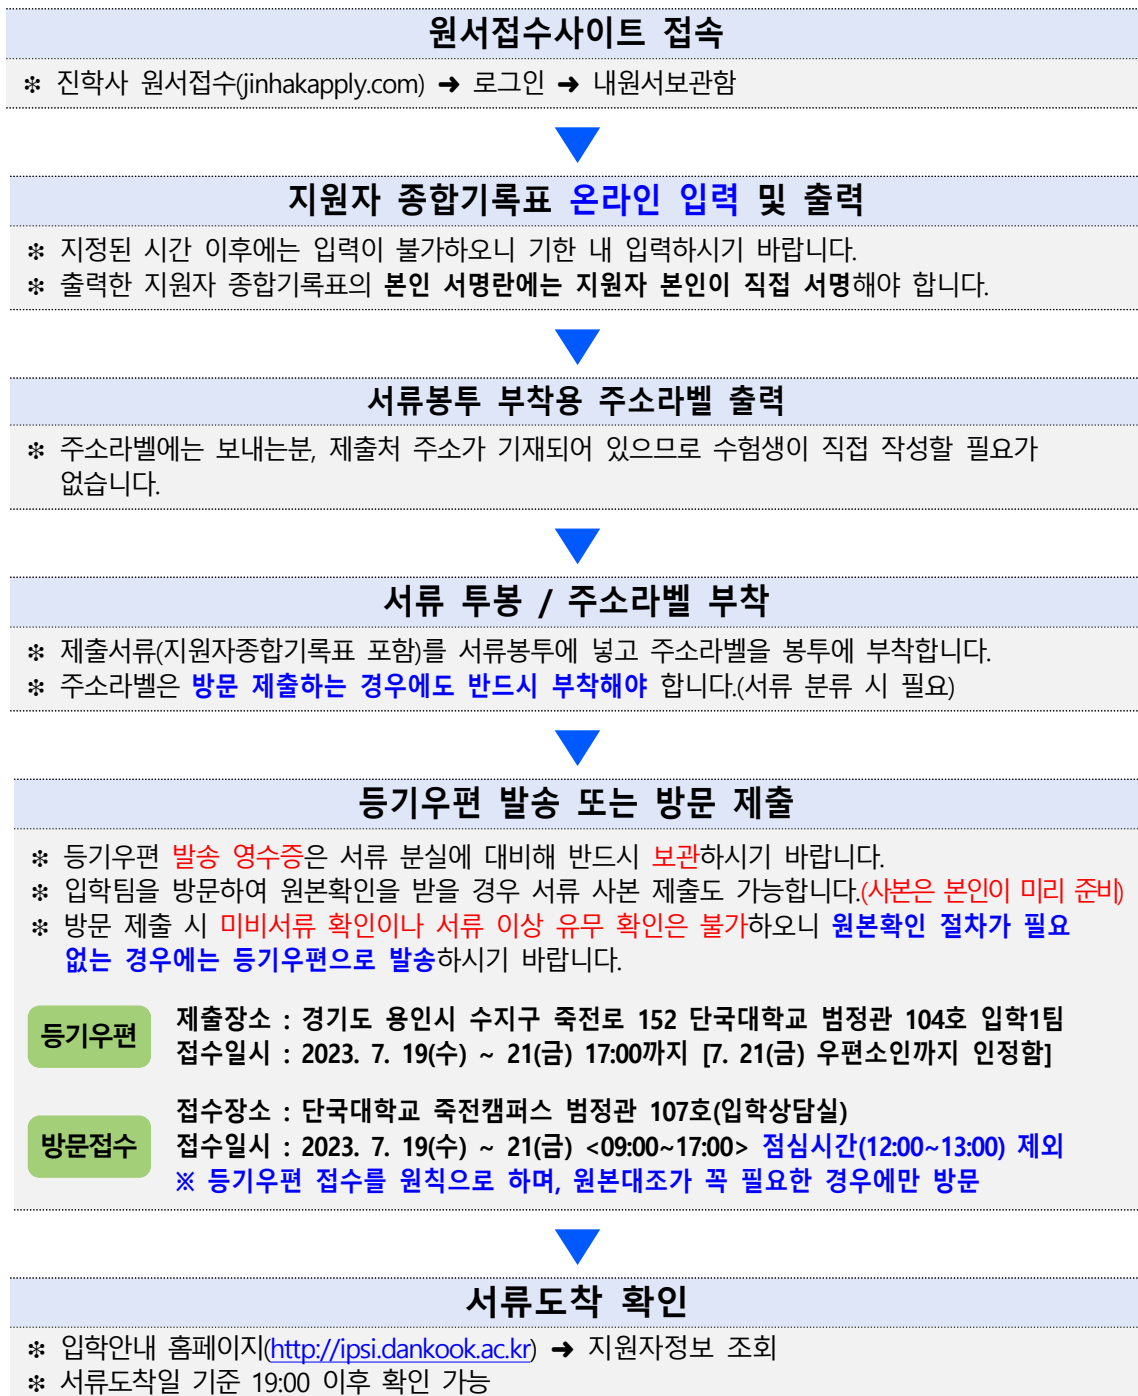 원서접수사이트 접속
❇ 진학사 원서접수(jinhakapply.com) ➜ 로그인 ➜ 내원서보관함
지원자 종합기록표 온라인 입력 및 출력
❇ 지정된 시간 이후에는 입력이 불가하오니 기한 내 입력하시기 바랍니다.
❇ 출력한 지원자 종합기록표의 본인 서명란에는 지원자 본인이 직접 서명해야 합니다.
서류봉투 부착용 주소라벨 출력
❇ 주소라벨에는 보내는분, 제출처 주소가 기재되어 있으므로 수험생이 직접 작성할 필요가
없습니다.
서류 투봉 / 주소라벨 부착
❇ 제출서류(지원자종합기록표 포함)를 서류봉투에 넣고 주소라벨을 봉투에 부착합니다.
❇ 주소라벨은 방문 제출하는 경우에도 반드시 부착해야 합니다.(서류 분류 시 필요)
등기우편 발송 또는 방문 제출
❇ 등기우편 발송 영수증은 서류 분실에 대비해 반드시 보관하시기 바랍니다.
❇ 입학팀을 방문하여 원본확인을 받을 경우 서류 사본 제출도 가능합니다.(사본은 본인이 미리 준비)
❇ 방문 제출 시 미비서류 확인이나 서류 이상 유무 확인은 불가하오니 원본확인 절차가 필요
없는 경우에는 등기우편으로 발송하시기 바랍니다.
등기우편
제출장소 : 경기도 용인시 수지구 죽전로 152 단국대학교 범정관 104호 입학1팀
접수일시 : 2023. 7. 19(수) ~ 21(금) 17:00까지 [7. 21(금) 우편소인까지 인정함]
방문접수
접수장소 : 단국대학교 죽전캠퍼스 범정관 107호(입학상담실)
접수일시 : 2023. 7. 19(수) ~ 21(금) <09:00~17:00> 점심시간(12:00~13:00) 제외
※ 등기우편 접수를 원칙으로 하며, 원본대조가 꼭 필요한 경우에만 방문
서류도착 확인
❇ 입학안내 홈페이지(http://ipsi.dankook.ac.kr) ➜ 지원자정보 조회
❇ 서류도착일 기준 19:00 이후 확인 가능